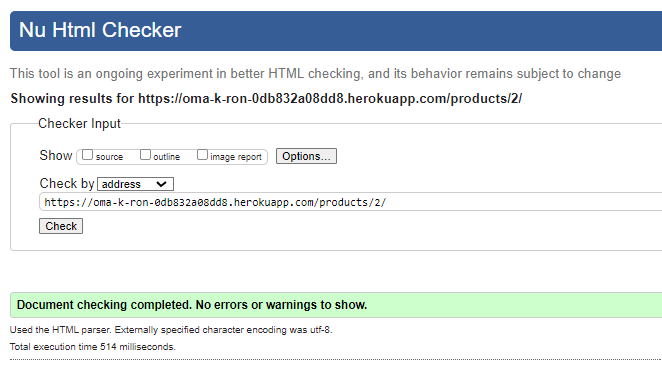 Nu Html Checker
This tool is an ongoing experiment in better HTML checking, and its behavior remains subject to change
Showing results for https://oma-k-ron-0db832a08dd8.herokuapp.com/products/2/
Checker Input
Show source outline image report Options...
Check by address
https://oma-k-ron-0db832a08dd8.herokuapp.com/products/2/
Check
Document checking completed. No errors or warnings to show.
Used the HTML parser. Externally specified character encoding was utf-8.
Total execution time 514 milliseconds.